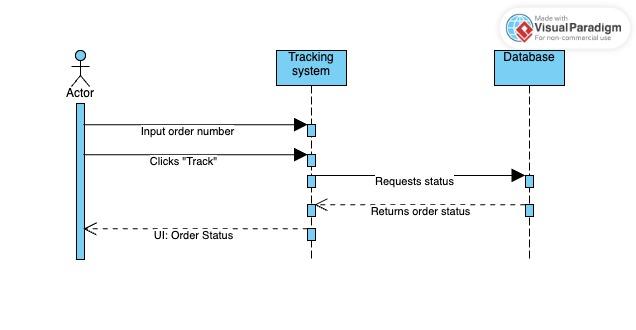 Made with
Visual Paradigm
For non-commercial use
Tracking
system
Database
Actor
Input order number
Clicks "Track"
Requests status
Returns order status
UI: Order Status